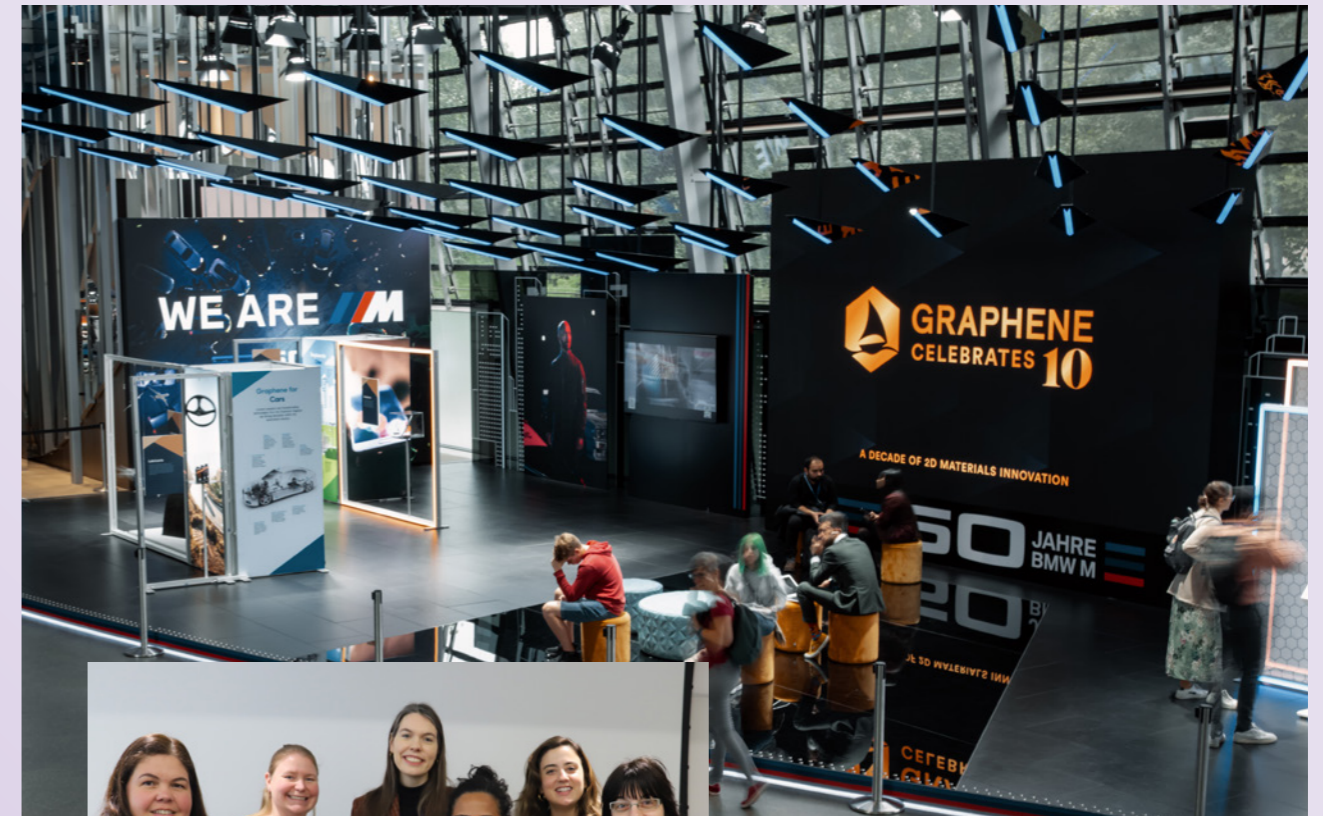 WE ARE M
Graphene for
Cars
GRAPHENE
CELEBRATES 10
A DECADE OF 2D MATERIALS INNOVATION
50 JAHRE
BMW M